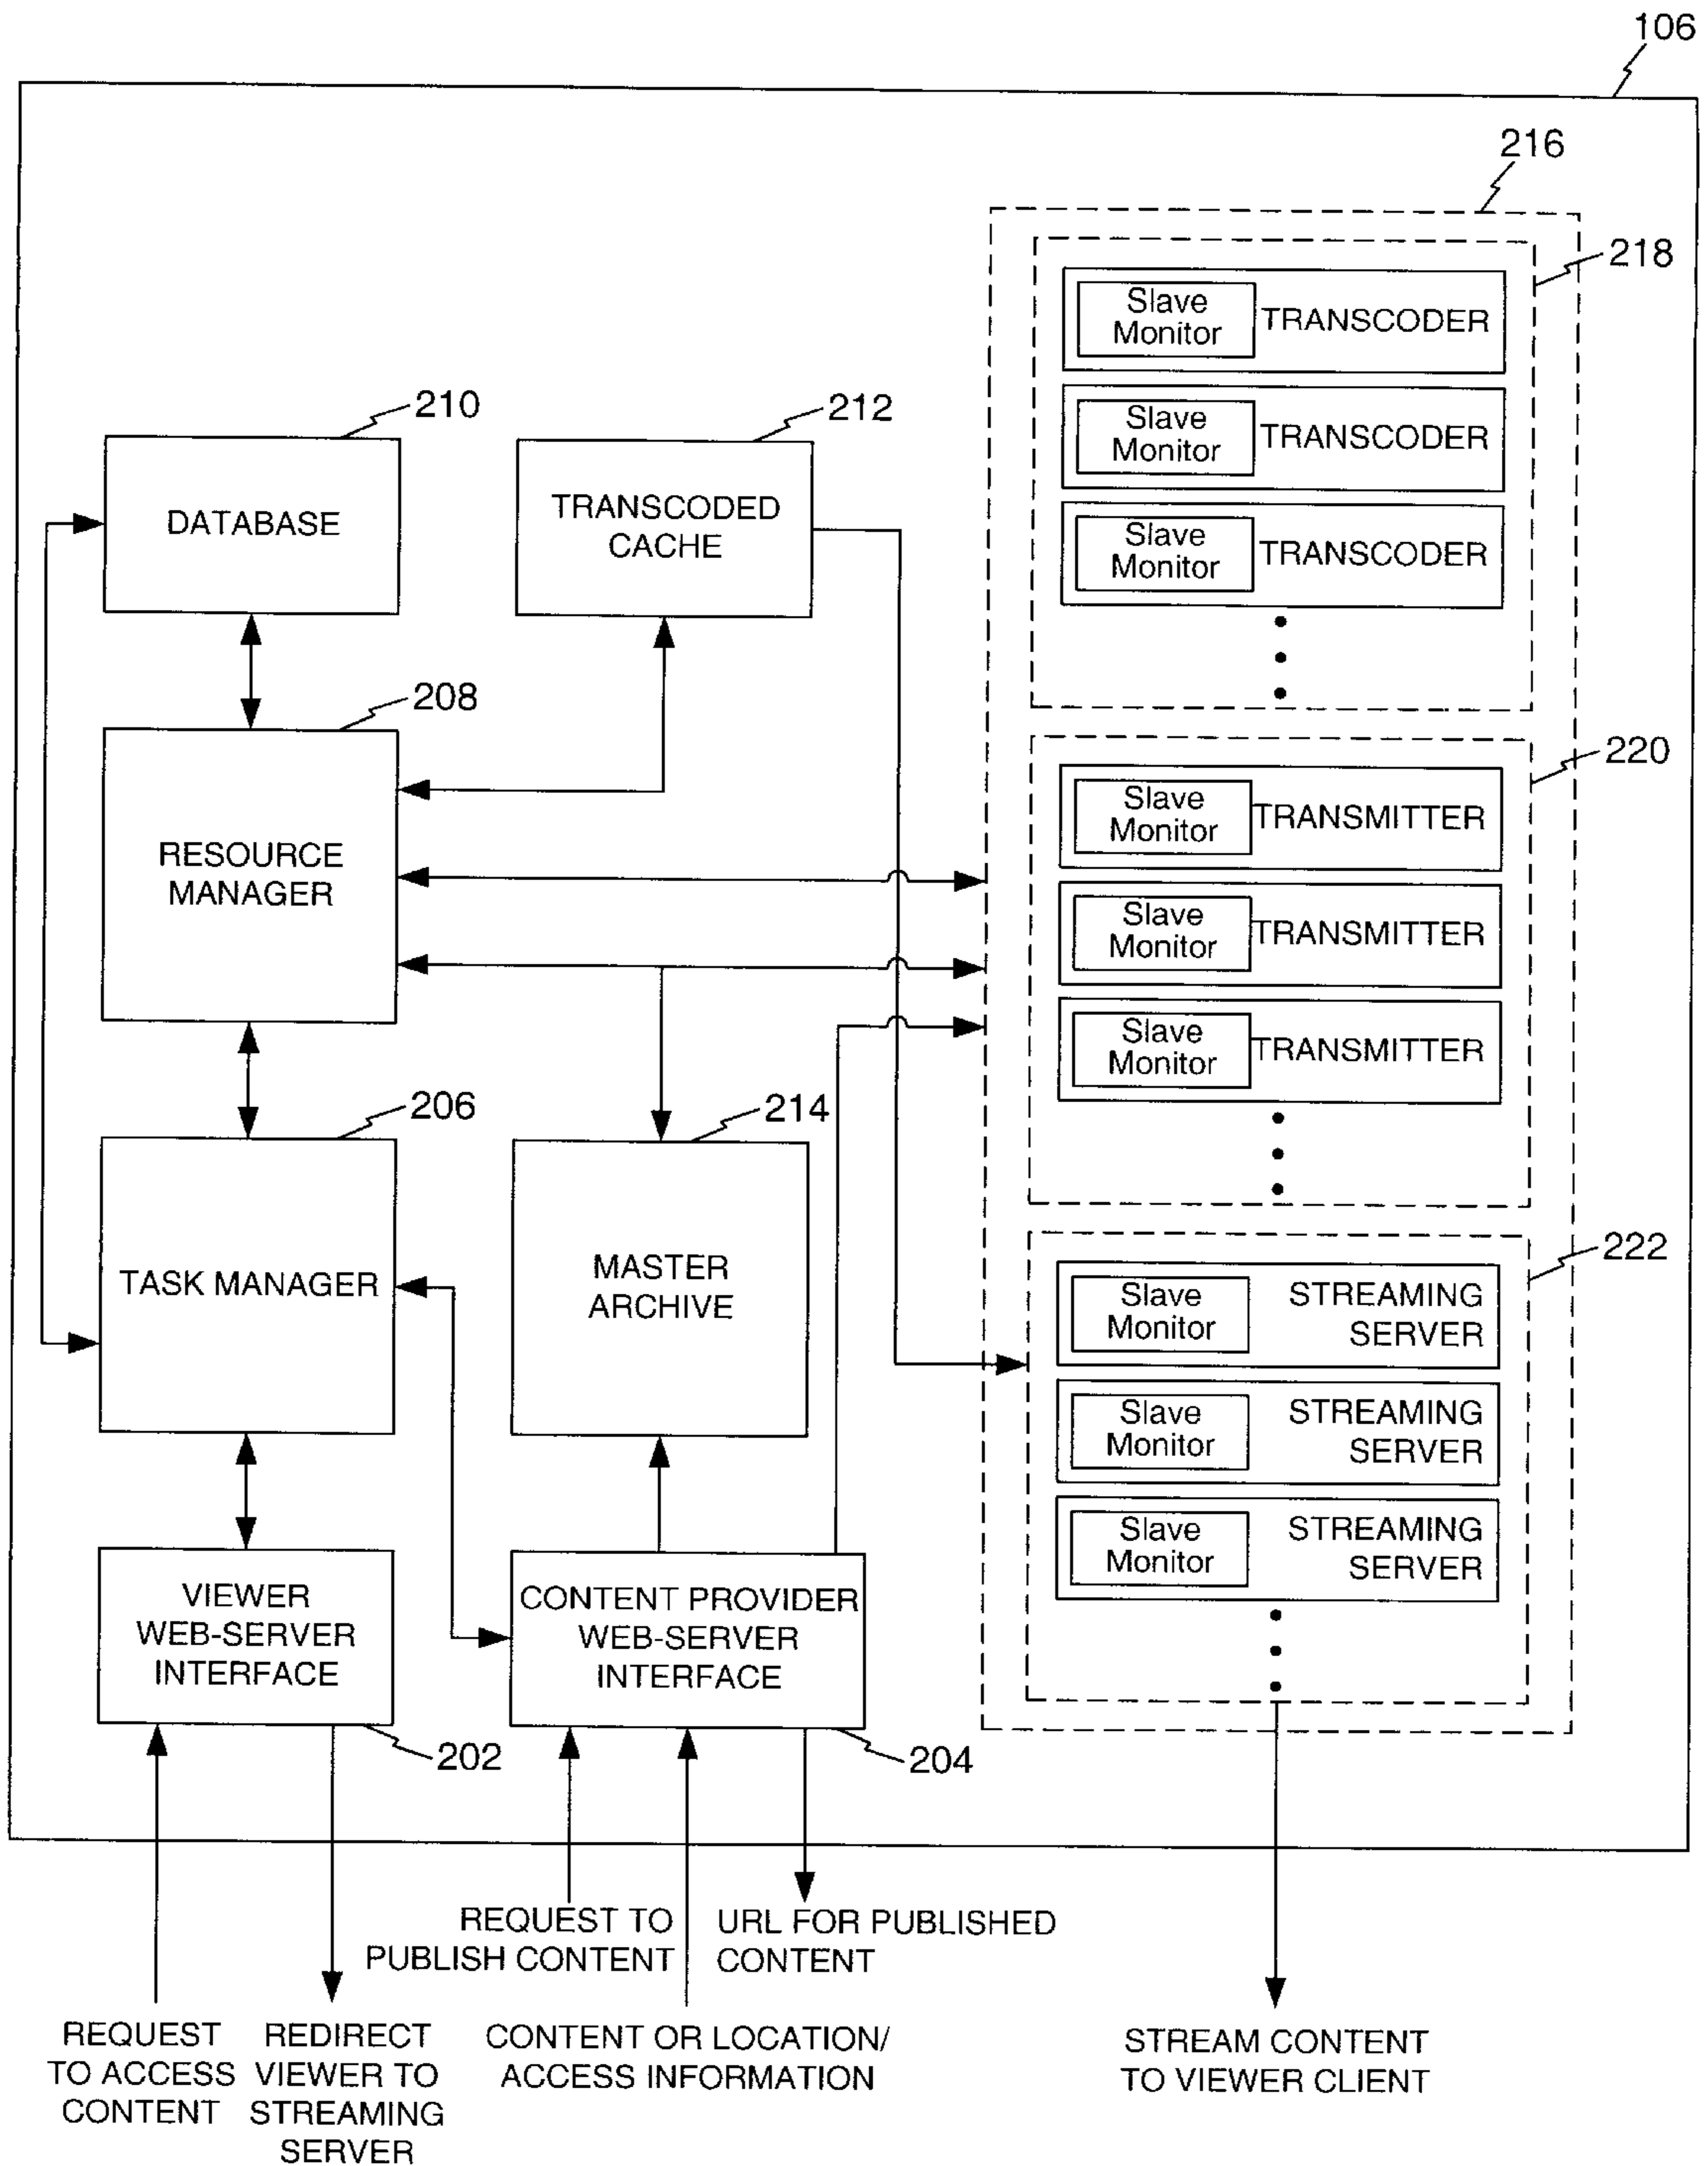 106
216
218
Slave
Monitor
TRANSCODER
Slave
Monitor
TRANSCODER
Slave
Monitor
TRANSCODER
210
212
DATABASE
TRANSCODED
CACHE
208
220
RESOURCE
MANAGER
Slave
Monitor
TRANSMITTER
Slave
Monitor
TRANSMITTER
Slave
Monitor
TRANSMITTER
206
214
TASK MANAGER
MASTER
ARCHIVE
222
Slave
Monitor
STREAMING
SERVER
Slave
Monitor
STREAMING
SERVER
Slave
Monitor
STREAMING
SERVER
VIEWER
WEB-SERVER
INTERFACE
CONTENT PROVIDER
WEB-SERVER
INTERFACE
202
204
REQUEST TO
PUBLISH CONTENT
URL FOR PUBLISHED
CONTENT
REQUEST
TO ACCESS
CONTENT
REDIRECT
VIEWER TO
STREAMING
SERVER
CONTENT OR LOCATION/
ACCESS INFORMATION
STREAM CONTENT
TO VIEWER CLIENT